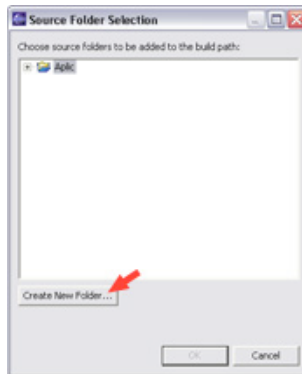 Source Folder Selection
Choose source folders to be added to the build path:
Aplic
Create New Folder...
OK
Cancel